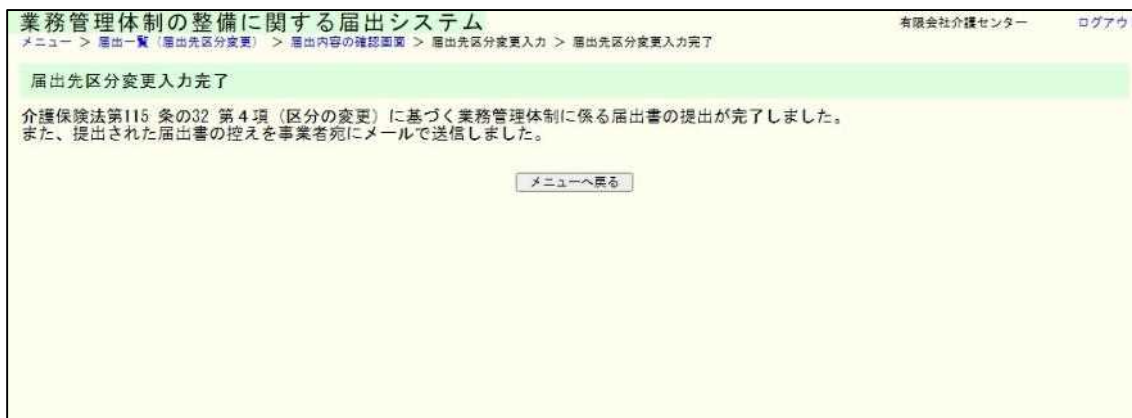 業務管理体制の整備に関する届出システム
有限会社介護センター
ログアウ
メニュー > 届出一覧（届出先区分変更） > 届出内容の確認画面 > 届出先区分変更入力 > 届出先区分変更入力完了
届出先区分変更入力完了
介護保険法第115 条の32 第４項（区分の変更）に基づく業務管理体制に係る届出書の提出が完了しました。
また、提出された届出書の控えを事業者宛にメールで送信しました。
メニューへ戻る